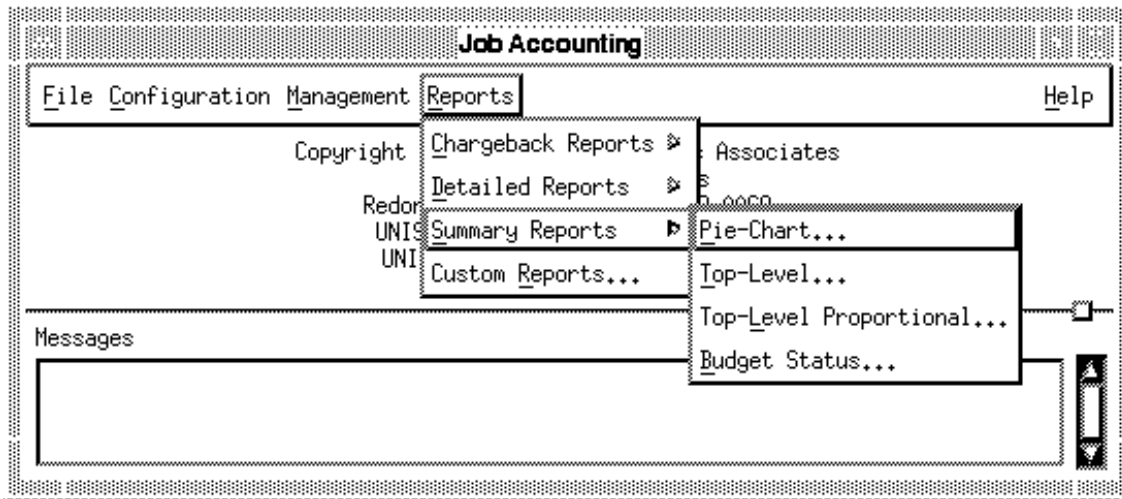 Job Accounting
File Configuration Management Reports Help
Chargeback Reports
Copyright Associates
Detailed Reports
Summary Reports
Pie-Chart...
Custom Reports...
Top-Level...
Top-Level Proportional...
Messages
Budget Status...